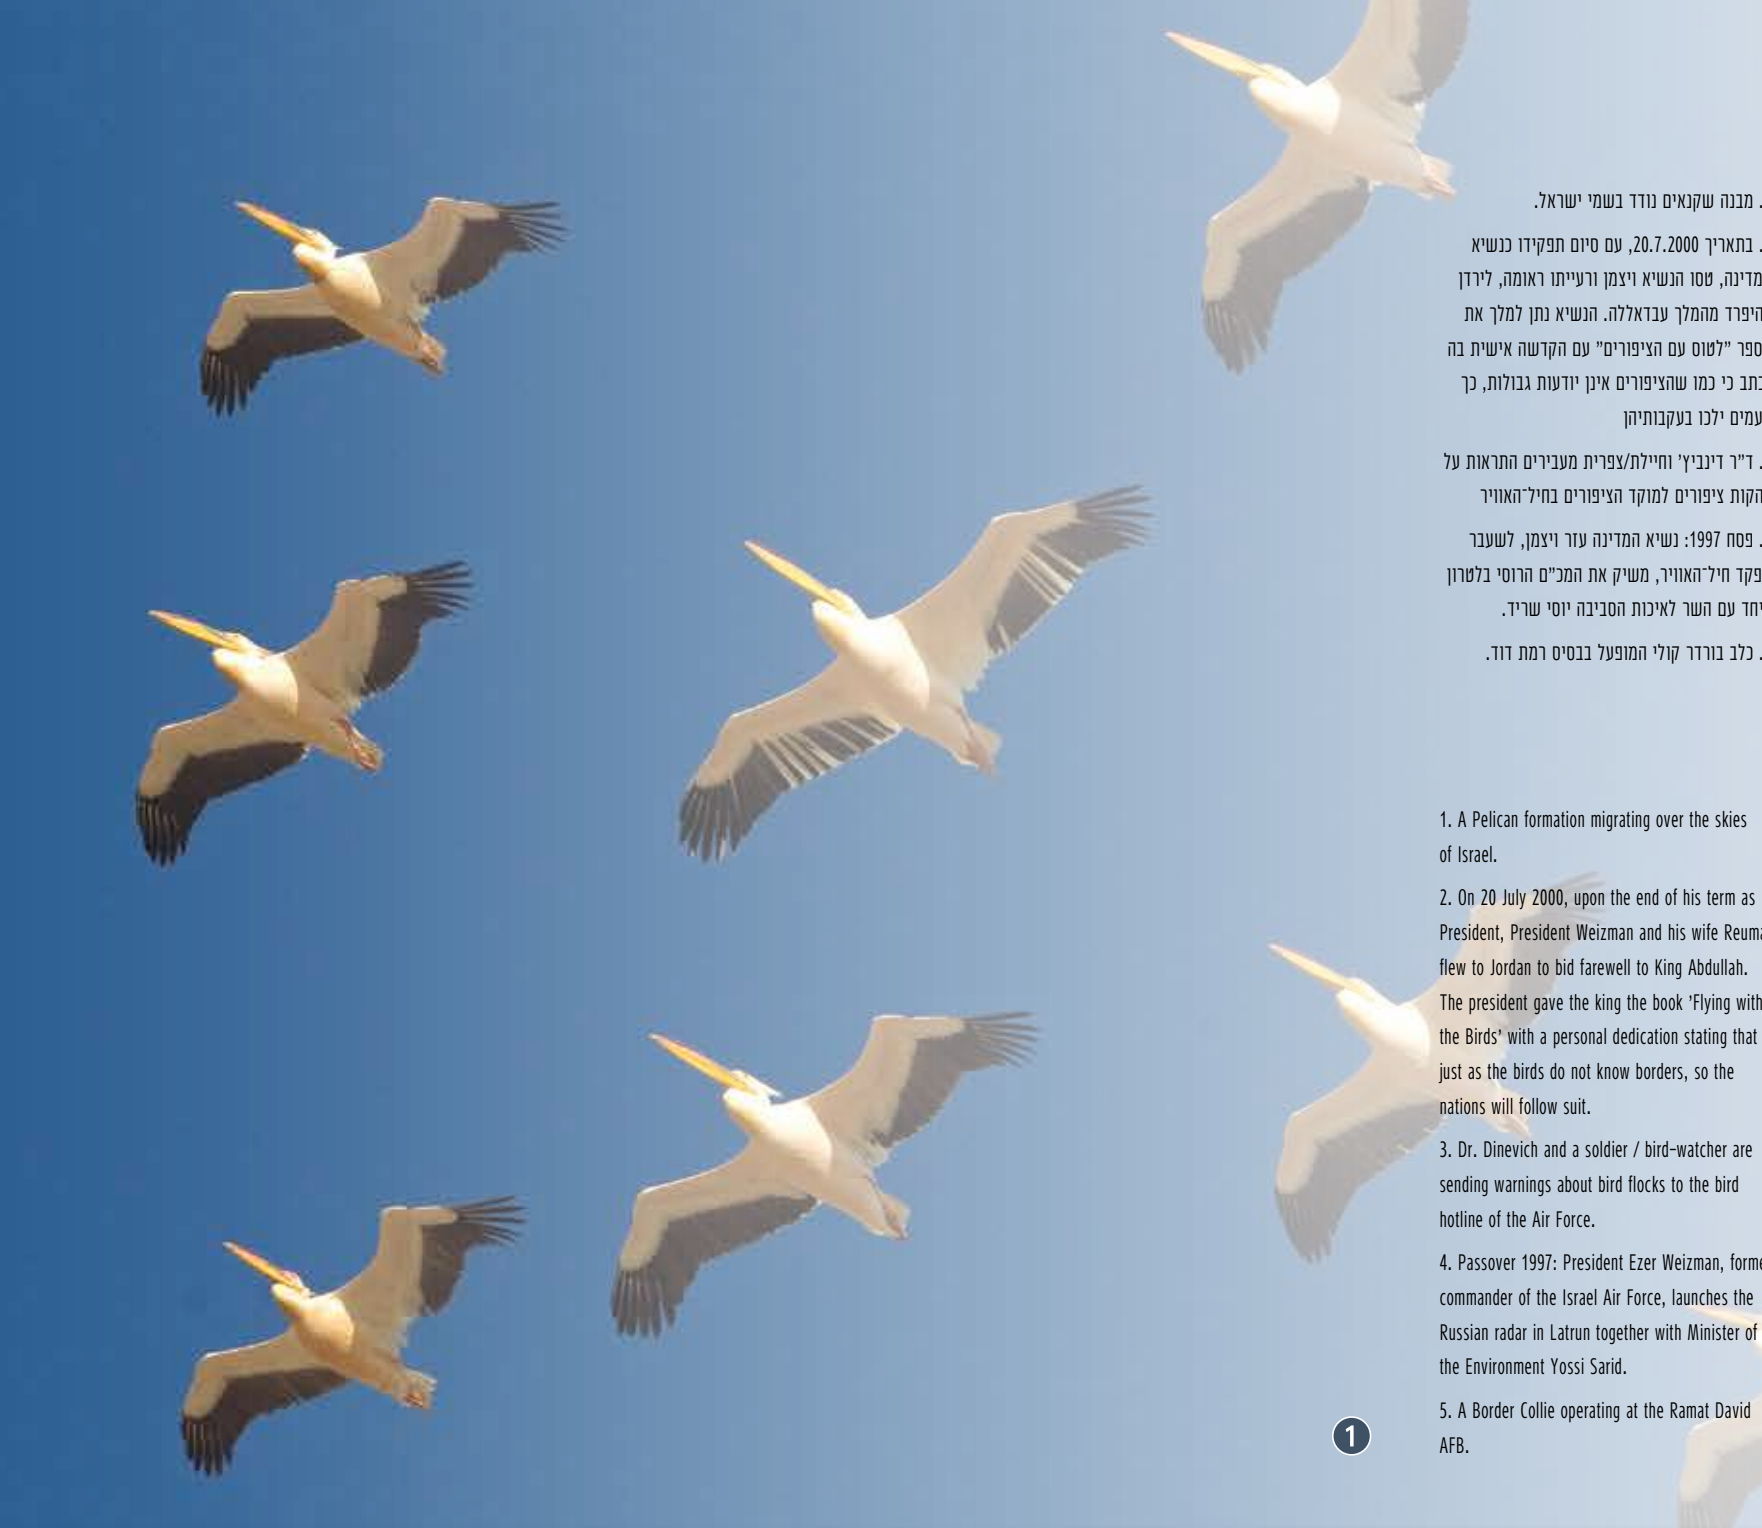 . מבנה שקנאים נודד בשמי ישראל.
. בתאריך 20.7.2000, עם סיום תפקידו כנשיא
מדינה, טסו הנשיא ויצמן ורעייתו ראומה, לירדן
היפרד מהמלך עבדאללה. הנשיא נתן למלך את
ספר ”לטוס עם הציפורים” עם הקדשה אישית בה
כתב כי כמו שהציפורים אינן יודעות גבולות, כך
עמים ילכו בעקבותיהן
. ד”ר דינביץ’ וחיילת/צפרית מעבירים התראות על
הקות ציפורים למוקד הציפורים בחיל־האוויר
. פסח 1997: נשיא המדינה עזר ויצמן, לשעבר
פקד חיל־האוויר, משיק את המכ”ם הרוסי בלטרון
יחד עם השר לאיכות הסביבה יוסי שריד.
. כלב בורדר קולי המופעל בבסיס רמת דוד.
1. A Pelican formation migrating over the skies
of Israel.
2. On 20 July 2000, upon the end of his term as
President, President Weizman and his wife Reuma
flew to Jordan to bid farewell to King Abdullah.
The president gave the king the book ’Flying with
the Birds’ with a personal dedication stating that
just as the birds do not know borders, so the
nations will follow suit.
3. Dr. Dinevich and a soldier / bird-watcher are
sending warnings about bird flocks to the bird
hotline of the Air Force.
4. Passover 1997: President Ezer Weizman, forme
commander of the Israel Air Force, launches the
Russian radar in Latrun together with Minister of
the Environment Yossi Sarid.
5. A Border Collie operating at the Ramat David
AFB.
1